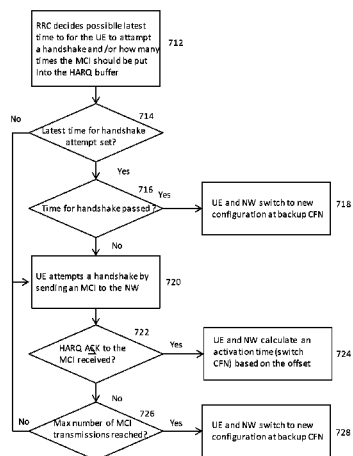 RRC decides possibille latest
time to for the UE to attampt
a handshake and /or how many
times the MCI should be put
Into the HARQ buffer
712
No
714
Latest time for handshake
attempt set?
Yes
716
Yes
Time for handshake passed ?
UE and NW switch to new
configuration at backup CFN
718
No
UE attempts a handshake by
sending an MCI to the NW
720
722
Yes
HARQ ACK to the
MCI received?
UE and NW calculate an
activation time (switch
CFN) based on the offset
724
No
726
No
Max number of MCI
transmissions reached?
Yes
UE and NW switch to new
configuration at backup CFN
728